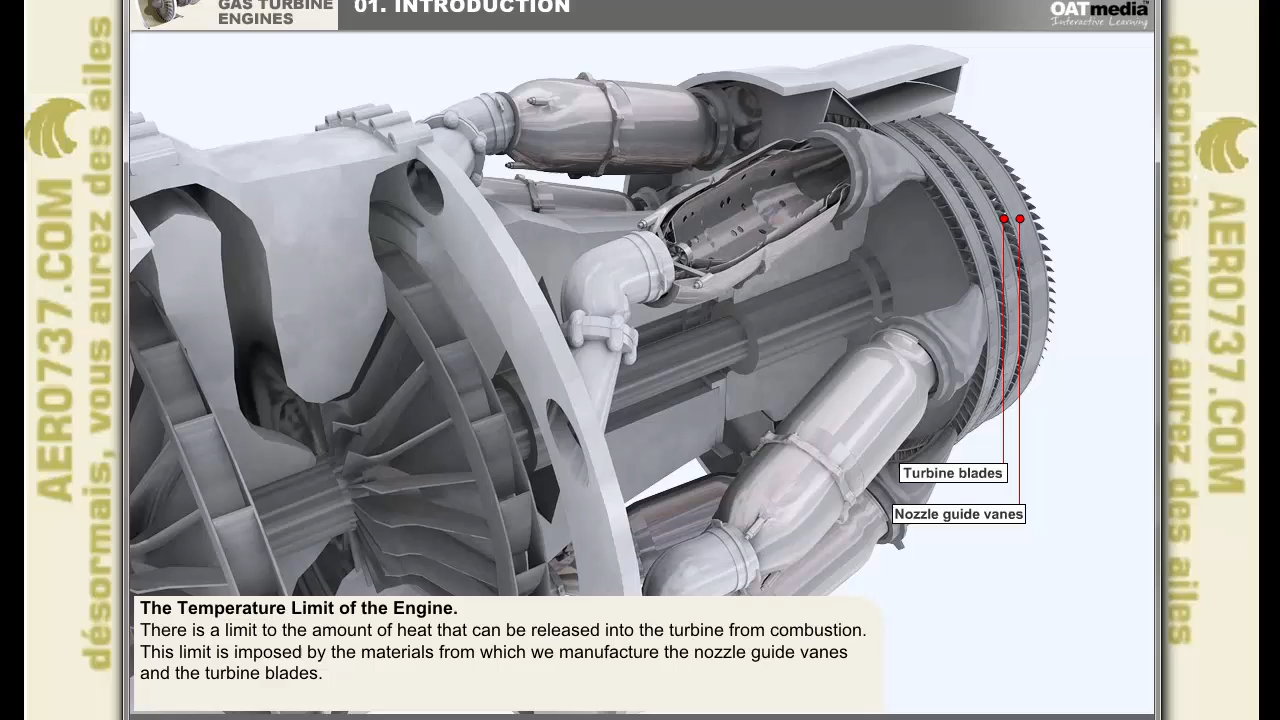 GAS TURBINE
ENGINES
01. INTRODUCTION
OATmedia
Interactive Learning
AERO737.COM
désormais, vous aurez des ailes
désormais, vous aurez des ailes
AERO737.COM
Turbine blades
Nozzle guide vanes
The Temperature Limit of the Engine.
There is a limit to the amount of heat that can be released into the turbine from combustion.
This limit is imposed by the materials from which we manufacture the nozzle guide vanes
and the turbine blades.